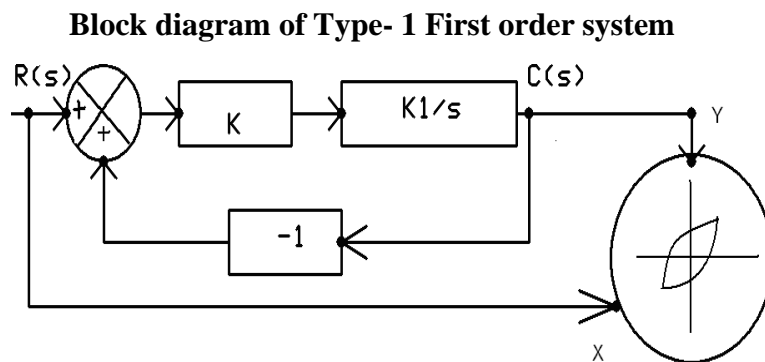 Block diagram of Type- 1 First order system
R(s)
C(s)
+
+
K
K1/s
Y
-1
X